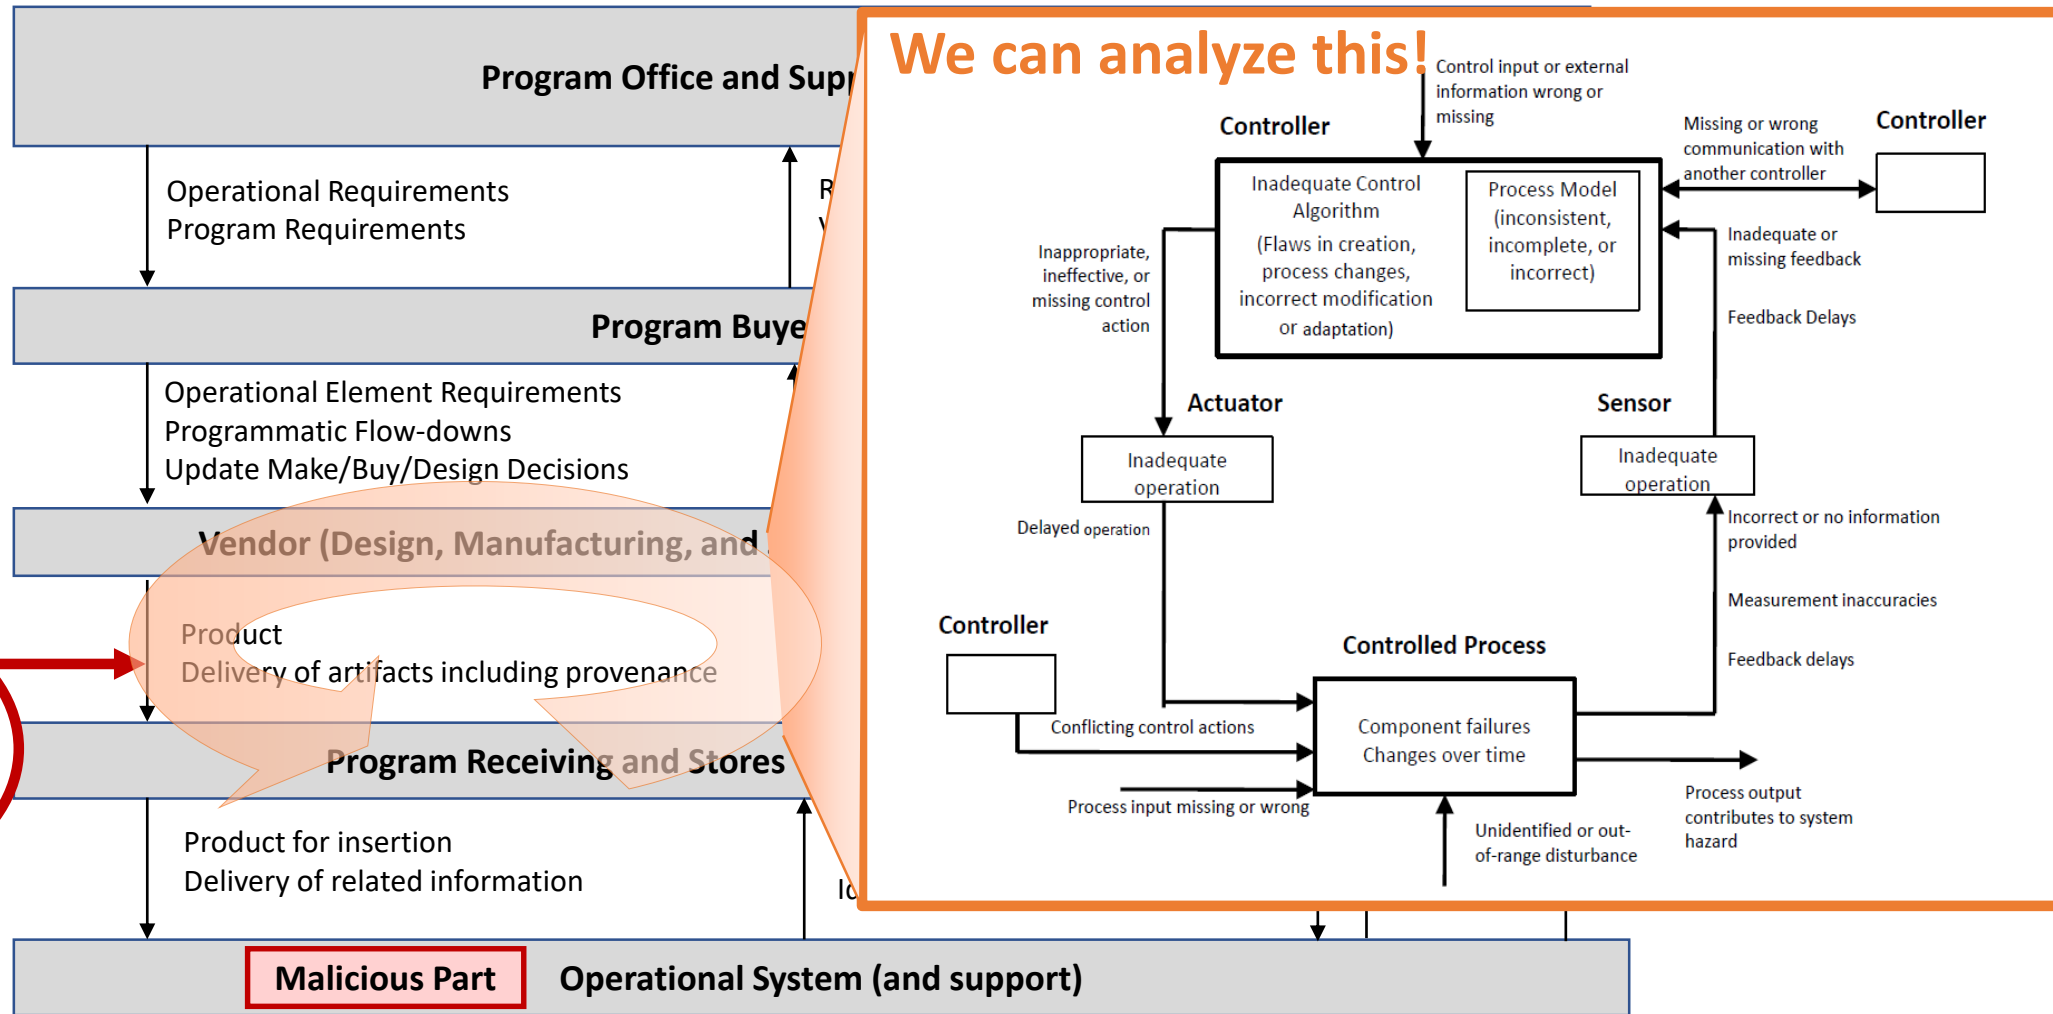 We can analyze this!
Program Office and
Operational Requirements
Program Requirements
Program
Operational Element Requirements
Programmatic Flow-downs
Update Make/Buy/Design Decisions
Vendor (Design, Manufacturing, and
Product
Delivery of artifacts including provenance
Program Receiving and Stores
Product for insertion
Delivery of related information
Malicious Part
Operational System (and support)
Control input or external
information wrong or
missing
Controller
Missing or wrong
communication with
another controller
Controller
Inadequate Control
Algorithm
(Flaws in creation,
process changes,
incorrect modification
or adaptation)
Process Model
(inconsistent,
incomplete, or
incorrect)
Inappropriate,
ineffective, or
missing control
action
Inadequate or
missing feedback
Feedback Delays
Actuator
Inadequate
operation
Sensor
Inadequate
operation
Delayed operation
Incorrect or no information
provided
Measurement inaccuracies
Feedback delays
Controller
Controlled Process
Component failures
Changes over time
Conflicting control actions
Process input missing or wrong
Unidentified or out-
of-range disturbance
Process output
contributes to system
hazard